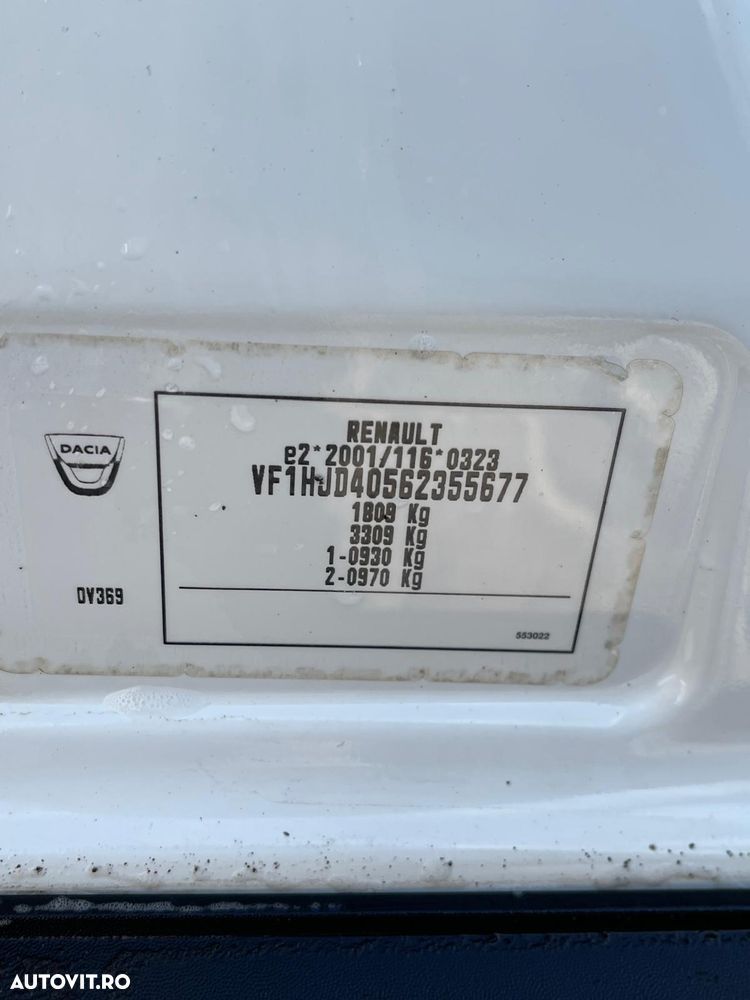 DACIA
RENAULT
e2*2001/116*0323
VF1HJD40562355677
1809 Kg
3309 Kg
1-0930 Kg
2-0970 Kg
DV369
553022
AUTOVIT.RO